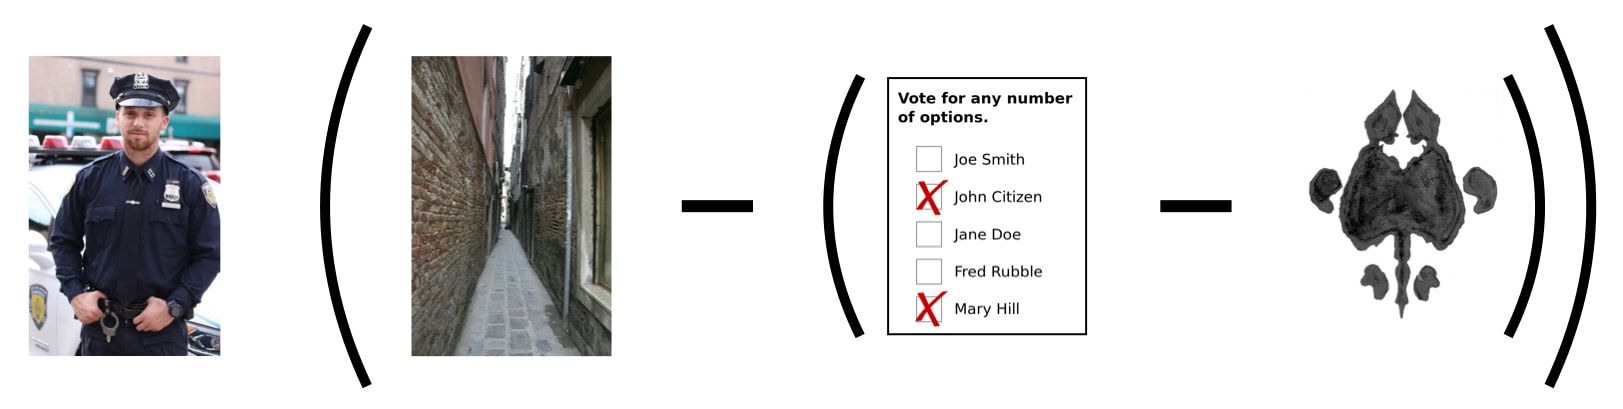 Vote for any number
of options.
Joe Smith
John Citizen
Jane Doe
Fred Rubble
Mary Hill